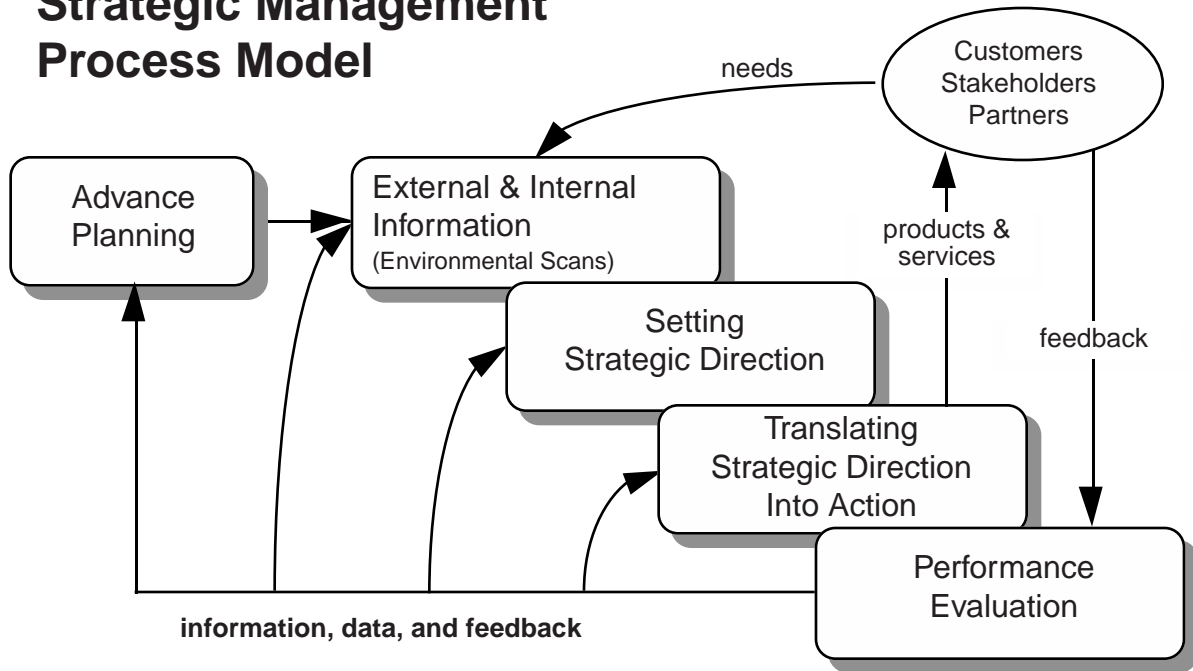 Strategic Management
Process Model
needs
Customers
Stakeholders
Partners
Advance
Planning
External & Internal
Information
(Environmental Scans)
products &
services
Setting
Strategic Direction
feedback
Translating
Strategic Direction
Into Action
Performance
Evaluation
information, data, and feedback